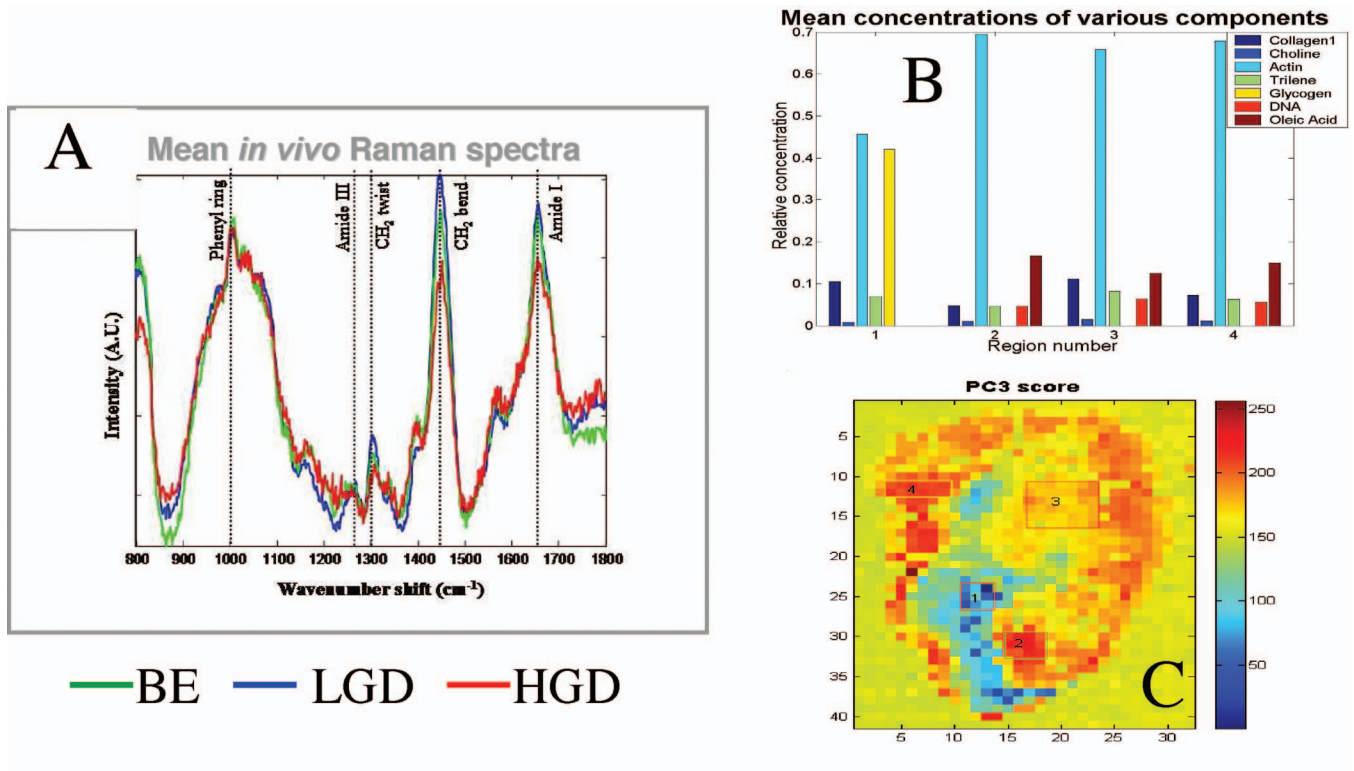 A
Mean in vivo Raman spectra
Phenyl ring
Amide III
CH2 twist
CH2 bend
Amide I
Intensity (A.U.)
800 900 1000 1100 1200 1300 1400 1500 1600 1700 1800
Wavenumber shift (cm-1)
BE LGD HGD
Mean concentrations of various components
B
0.7
0.6
0.5
0.4
0.3
0.2
0.1
0
Relative concentration
Collagen1
Choline
Actin
Trilene
Glycogen
DNA
Oleic Acid
1 2 3 4
Region number
PC3 score
5
10
15
20
25
30
35
40
4
3
1
2
C
5 10 15 20 25 30
250
200
150
100
50